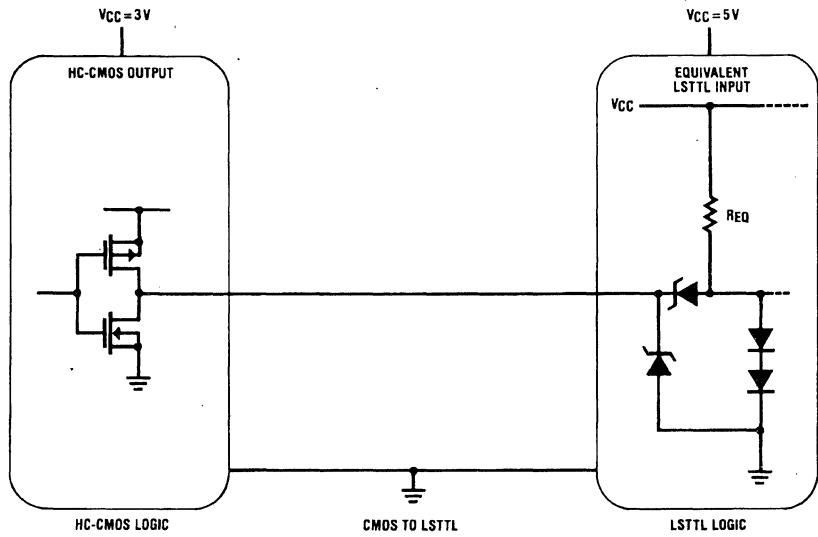 VCC = 3V
HC-CMOS OUTPUT
HC-CMOS LOGIC
CMOS TO LSTTL
VCC = 5V
EQUIVALENT
LSTTL INPUT
VCC
REQ
LSTTL LOGIC